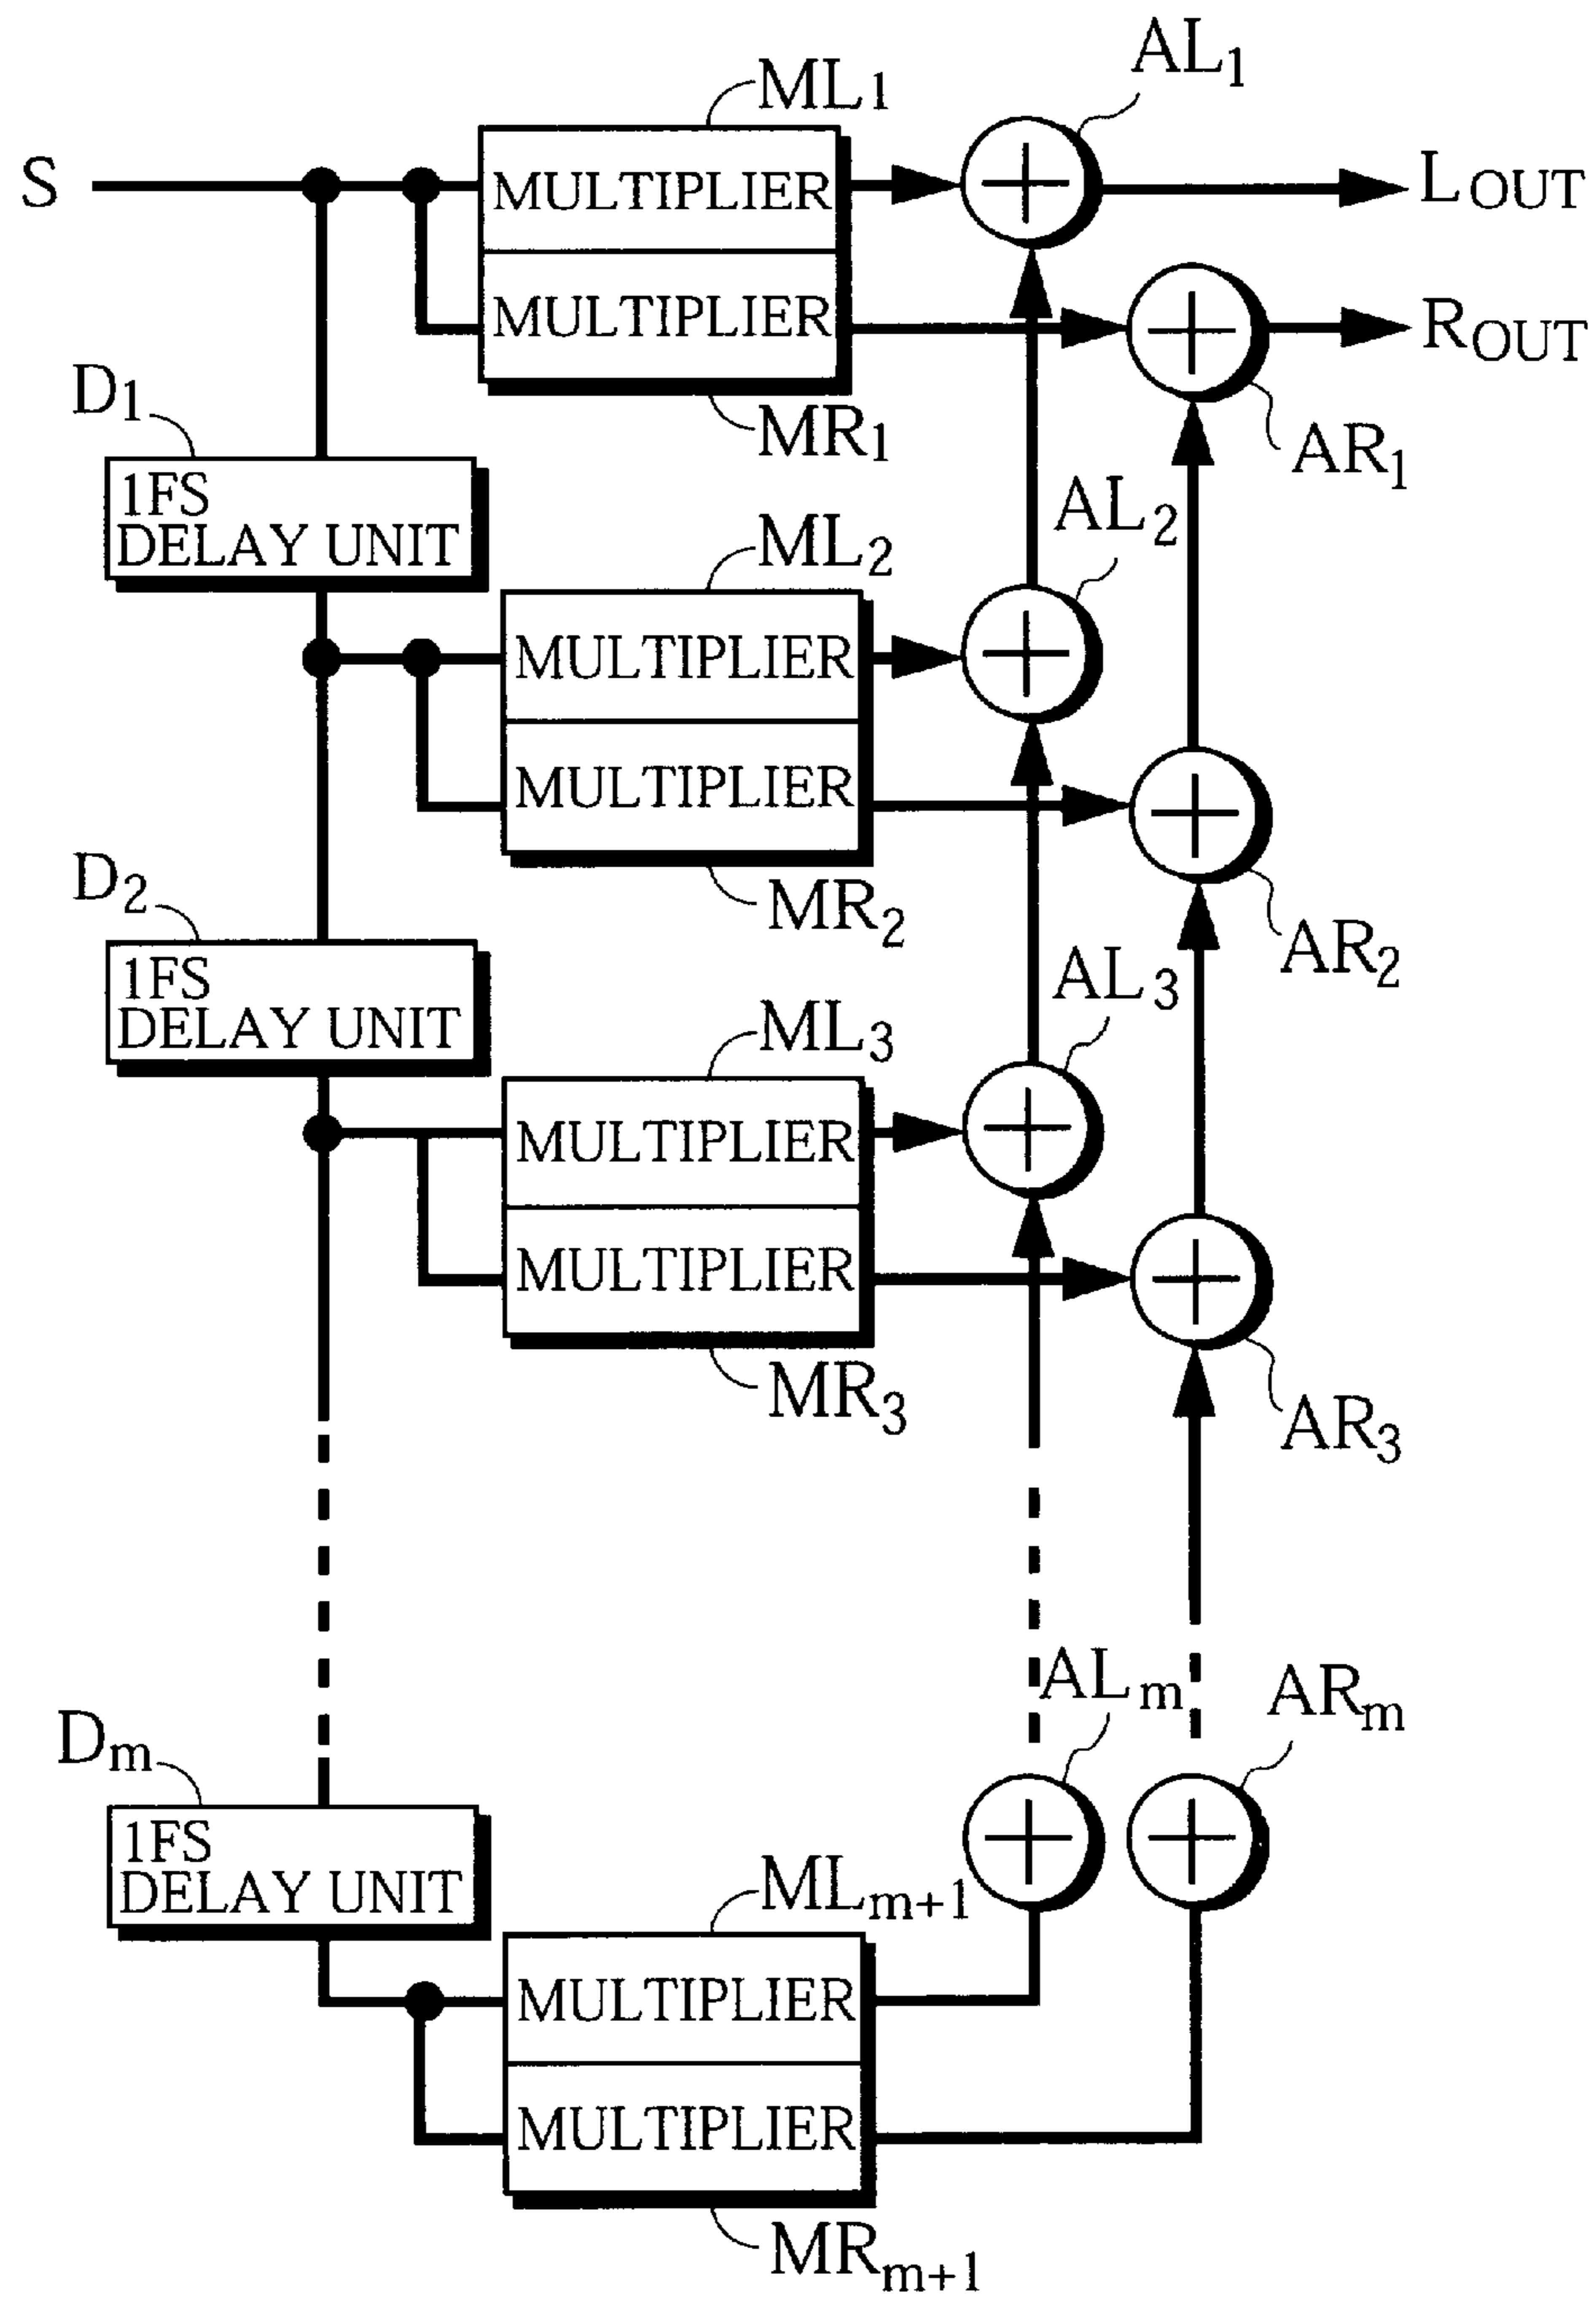 AL1
ML1
S
MULTIPLIER
LOUT
MULTIPLIER
ROUT
D1
MR1
AR1
1FS
DELAY UNIT
AL2
ML2
MULTIPLIER
MULTIPLIER
D2
MR2
AR2
1FS
DELAY UNIT
AL3
ML3
MULTIPLIER
MULTIPLIER
MR3
AR3
ALm
ARm
Dm
1FS
DELAY UNIT
MLm+1
MULTIPLIER
MULTIPLIER
MRm+1